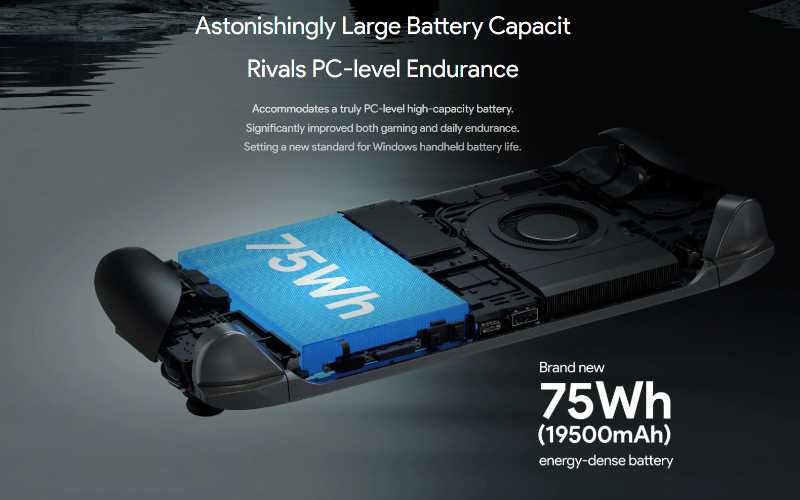 Astonishingly Large Battery Capacit
Rivals PC-level Endurance
Accommodates a truly PC-level high-capacity battery.
Significantly improved both gaming and daily endurance.
Setting a new standard for Windows handheld battery life.
75Wh
Brand new
75Wh
(19500mAh)
energy-dense battery